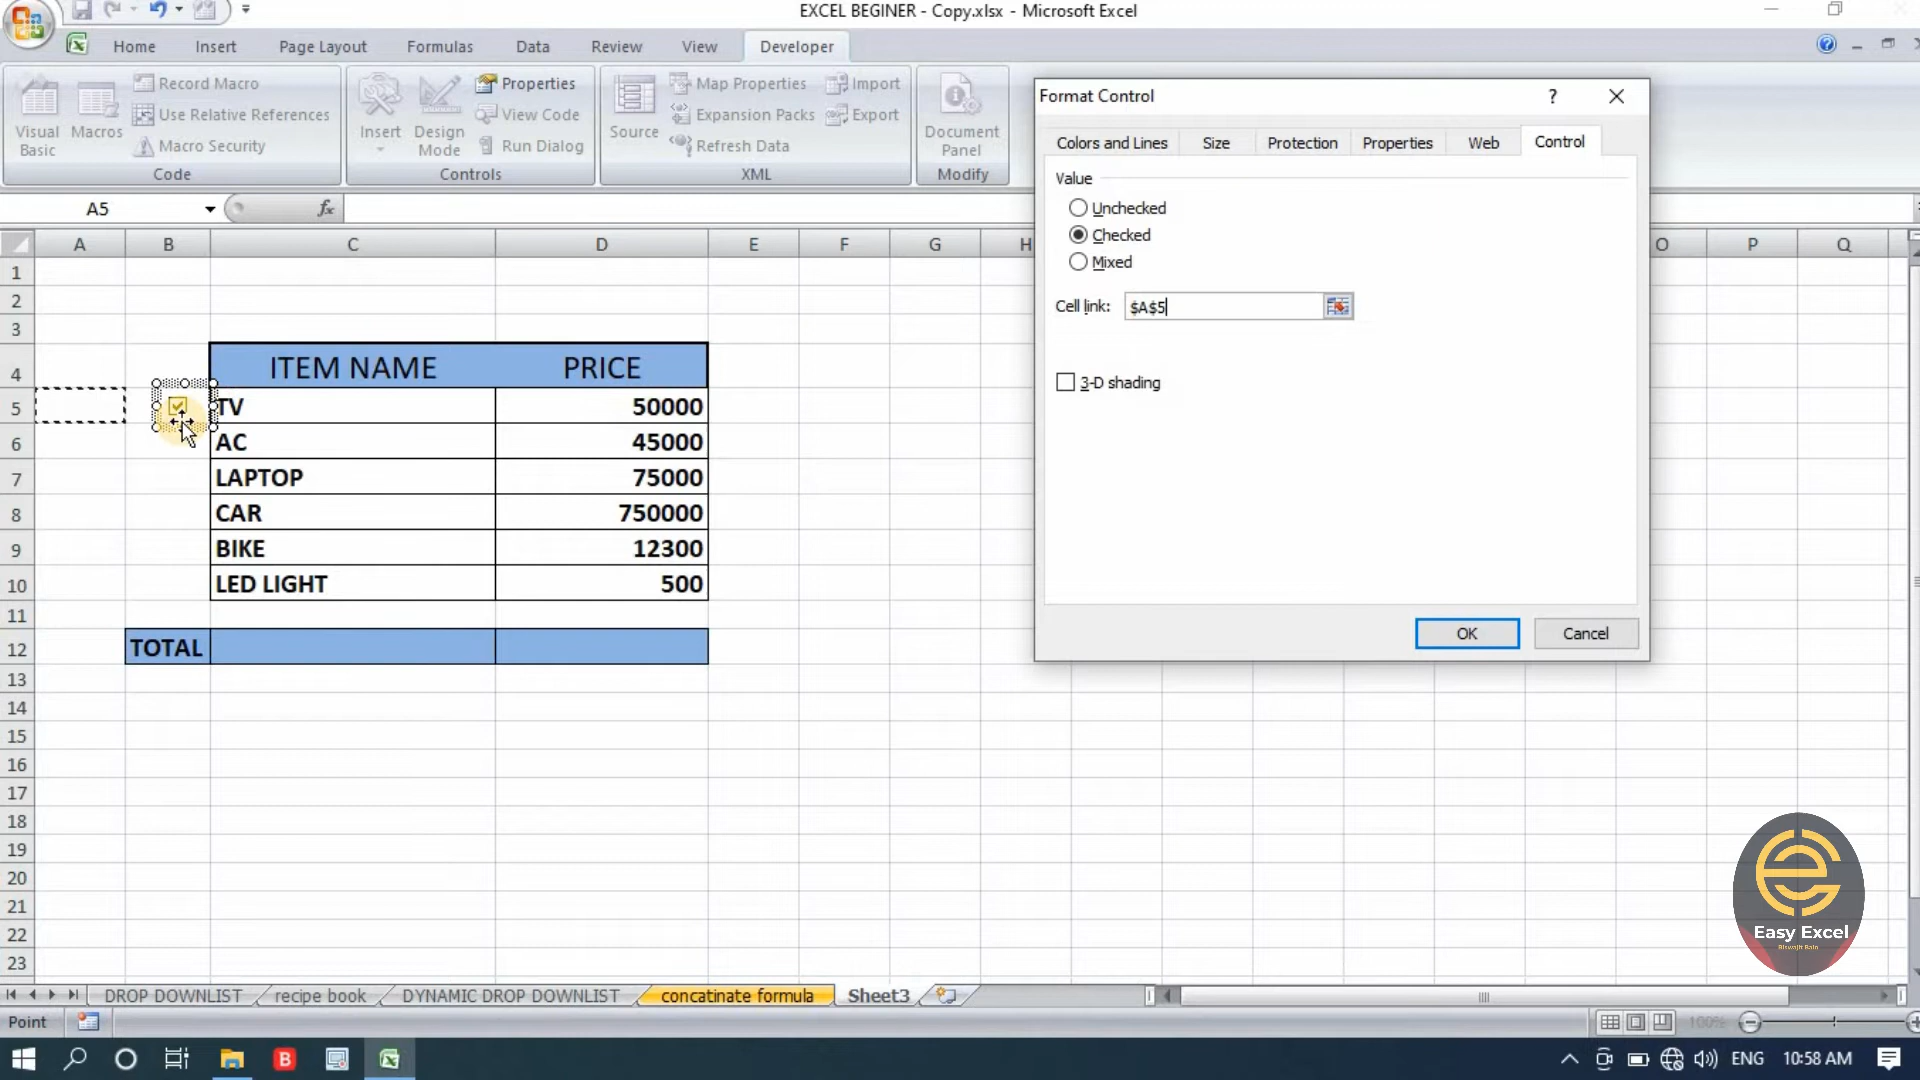 EXCEL BEGINER - Copy.xlsx - Microsoft Excel
Home Insert Page Layout Formulas Data Review View Developer
Visual Basic
Macros
Record Macro
Use Relative References
Macro Security
Code
Insert
Design Mode
Properties
View Code
Run Dialog
Controls
Source
Map Properties
Expansion Packs
Refresh Data
Import
Export
XML
Document Panel
Modify
Format Control ?
Colors and Lines Size Protection Properties Web Control
Value
Unchecked
Checked
Mixed
Cell link: $A$5
3-D shading
OK Cancel
A5 fx
A B C D E F G H O P Q
1
2
3
4 ITEM NAME PRICE
5 TV 50000
6 AC 45000
7 LAPTOP 75000
8 CAR 750000
9 BIKE 12300
10 LED LIGHT 500
11
12 TOTAL
13
14
15
16
17
18
19
20
21
22
23
Easy Excel
Biswajit Bain
DROP DOWNLIST recipe book DYNAMIC DROP DOWNLIST concatinate formula Sheet3
Point 100%
B ENG 10:58 AM